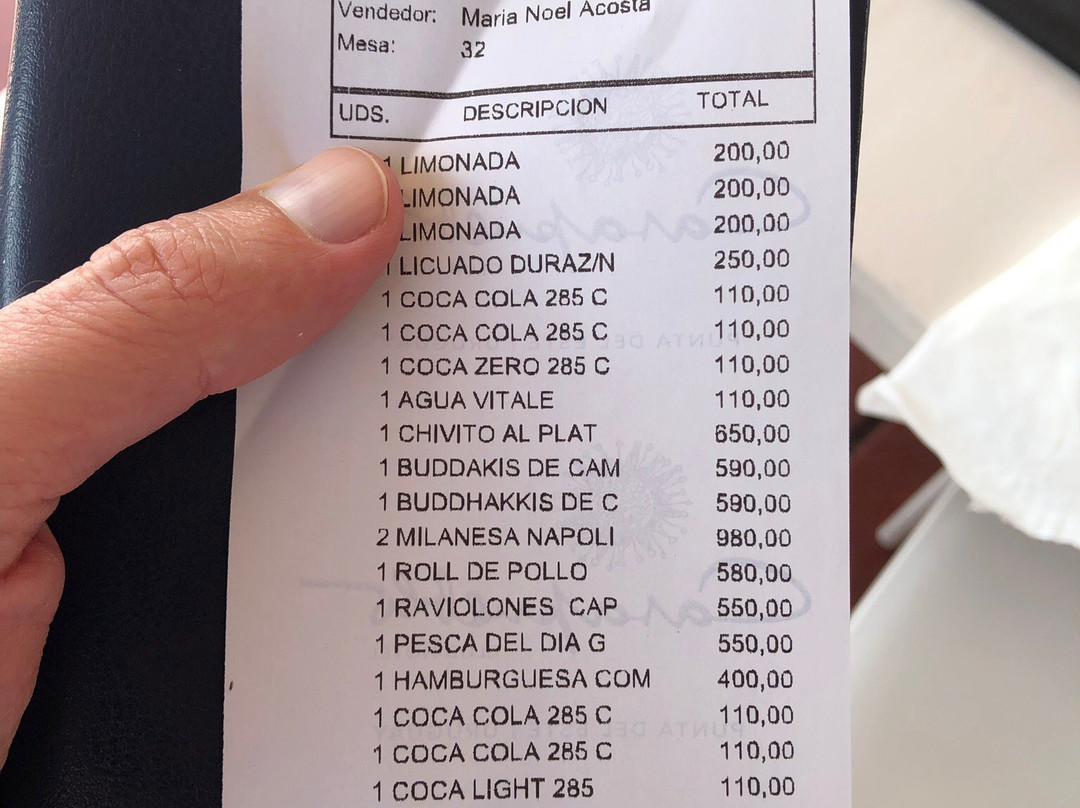 Vendedor: Maria Noel Acosta
Mesa: 32
UDS. DESCRIPCION TOTAL
1 LIMONADA 200,00
LIMONADA 200,00
LIMONADA 200,00
1 LICUADO DURAZ/N 250,00
1 COCA COLA 285 C 110,00
1 COCA COLA 285 C 110,00
1 COCA ZERO 285 C 110,00
1 AGUA VITALE 110,00
1 CHIVITO AL PLAT 650,00
1 BUDDAKIS DE CAM 590,00
1 BUDDHAKKIS DE C 590,00
2 MILANESA NAPOLI 980,00
1 ROLL DE POLLO 580,00
1 RAVIOLONES CAP 550,00
1 PESCA DEL DIA G 550,00
1 HAMBURGUESA COM 400,00
1 COCA COLA 285 C 110,00
1 COCA COLA 285 C 110,00
1 COCA LIGHT 285 110,00